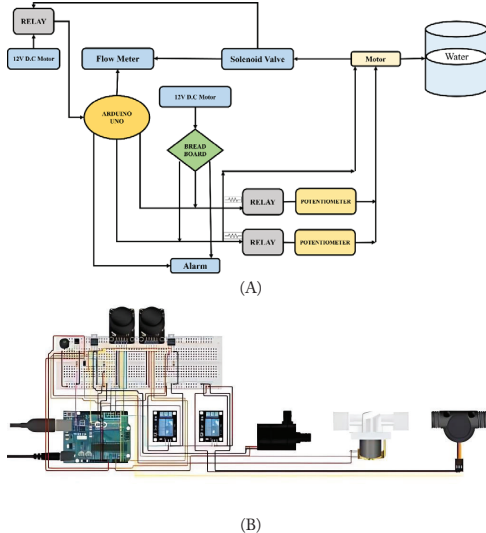 RELAY
12V D.C Motor
Flow Meter
Solenoid Valve
Motor
Water
ARDUINO
UNO
12V D.C Motor
BREAD
BOARD
RELAY
POTENTIOMETER
RELAY
POTENTIOMETER
Alarm
(A)
(B)